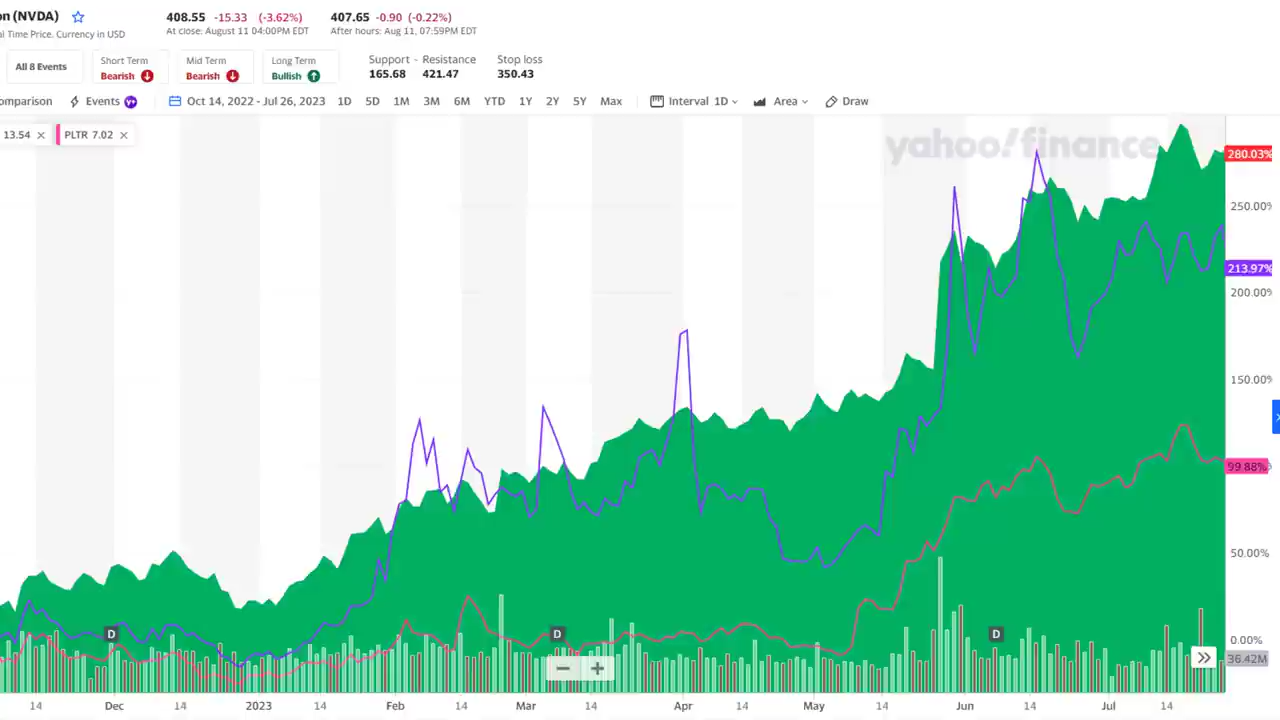 on (NVDA)
al Time Price. Currency in USD
408.55 -15.33 (-3.62%)
At close: August 11 04:00PM EDT
407.65 -0.90 (-0.22%)
After hours: Aug 11, 07:59PM EDT
All 8 Events
Short Term
Bearish
Mid Term
Bearish
Long Term
Bullish
Support - Resistance
165.68 421.47
Stop loss
350.43
omparison Events Y+ Oct 14, 2022 - Jul 26, 2023 1D 5D 1M 3M 6M YTD 1Y 2Y 5Y Max Interval 1D Area Draw
13.54 × PLTR 7.02 ×
yahoo!finance
280.03%
250.00%
213.97%
200.00%
150.00%
99.88%
50.00%
0.00%
36.42M
D D D
14 Dec 14 2023 14 Feb 14 Mar 14 Apr 14 May 14 Jun 14 Jul 14